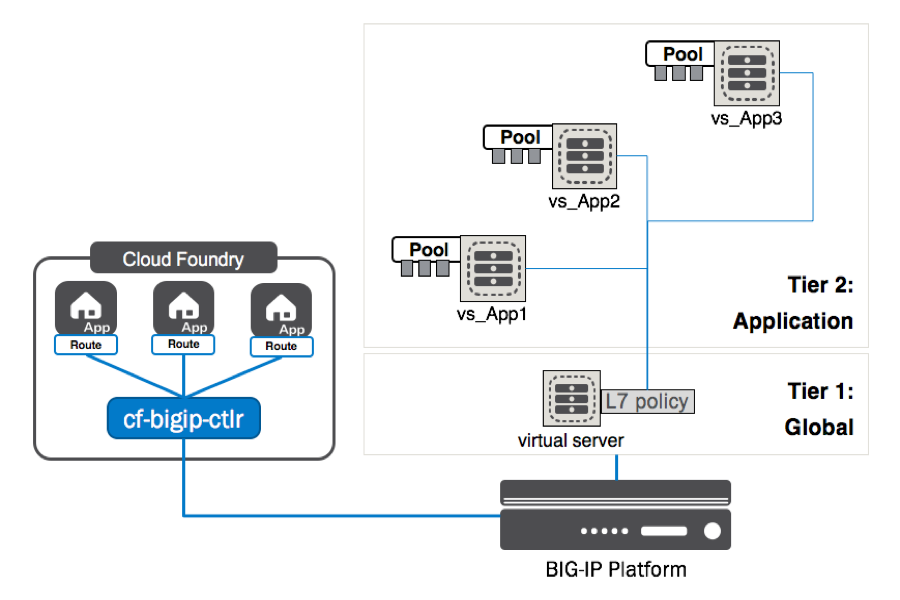 Pool
vs_App3
Pool
vs_App2
Pool
vs_App1
Tier 2:
Application
Cloud Foundry
App
Route
App
Route
App
Route
cf-bigip-ctlr
L7 policy
virtual server
Tier 1:
Global
BIG-IP Platform